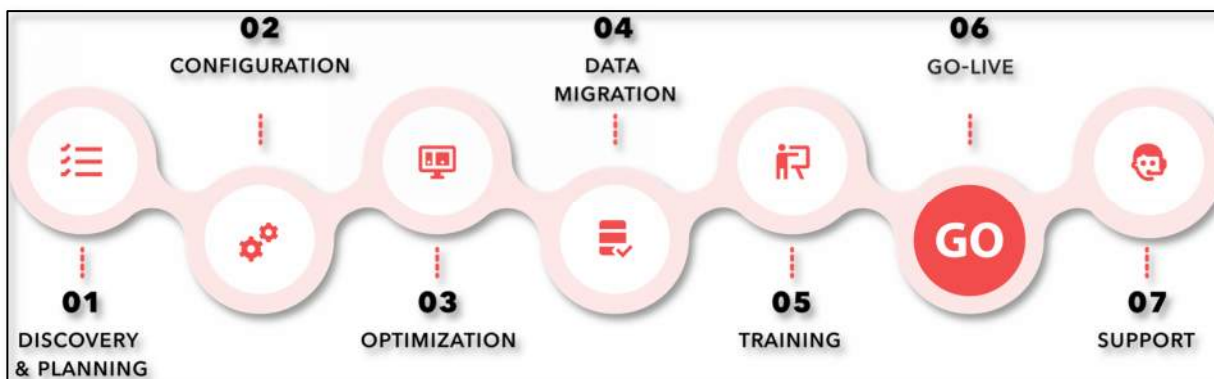 01
DISCOVERY
& PLANNING
02
CONFIGURATION
03
OPTIMIZATION
04
DATA
MIGRATION
05
TRAINING
06
GO-LIVE
GO
07
SUPPORT